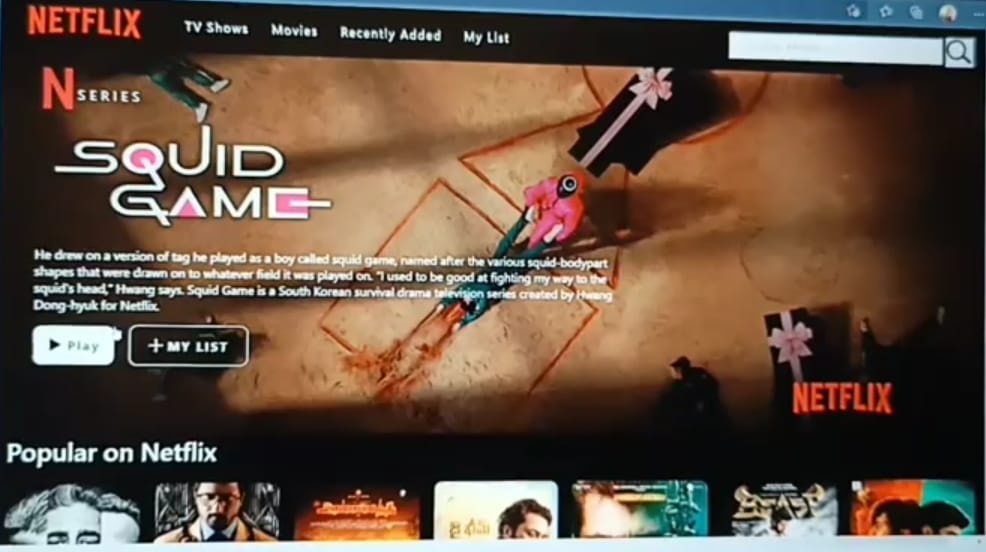 NETFLIX
TV Shows Movies Recently Added My List
N SERIES
SQUID GAME
He drew on a version of tag he played as a boy called squid game, named after the various squid-bodypart
shapes that were drawn on to whatever field it was played on. "I used to be good at fighting my way to the
squid's head," Hwang says. Squid Game is a South Korean survival drama television series created by Hwang
Dong-hyuk for Netflix.
Play +MY LIST
NETFLIX
Popular on Netflix